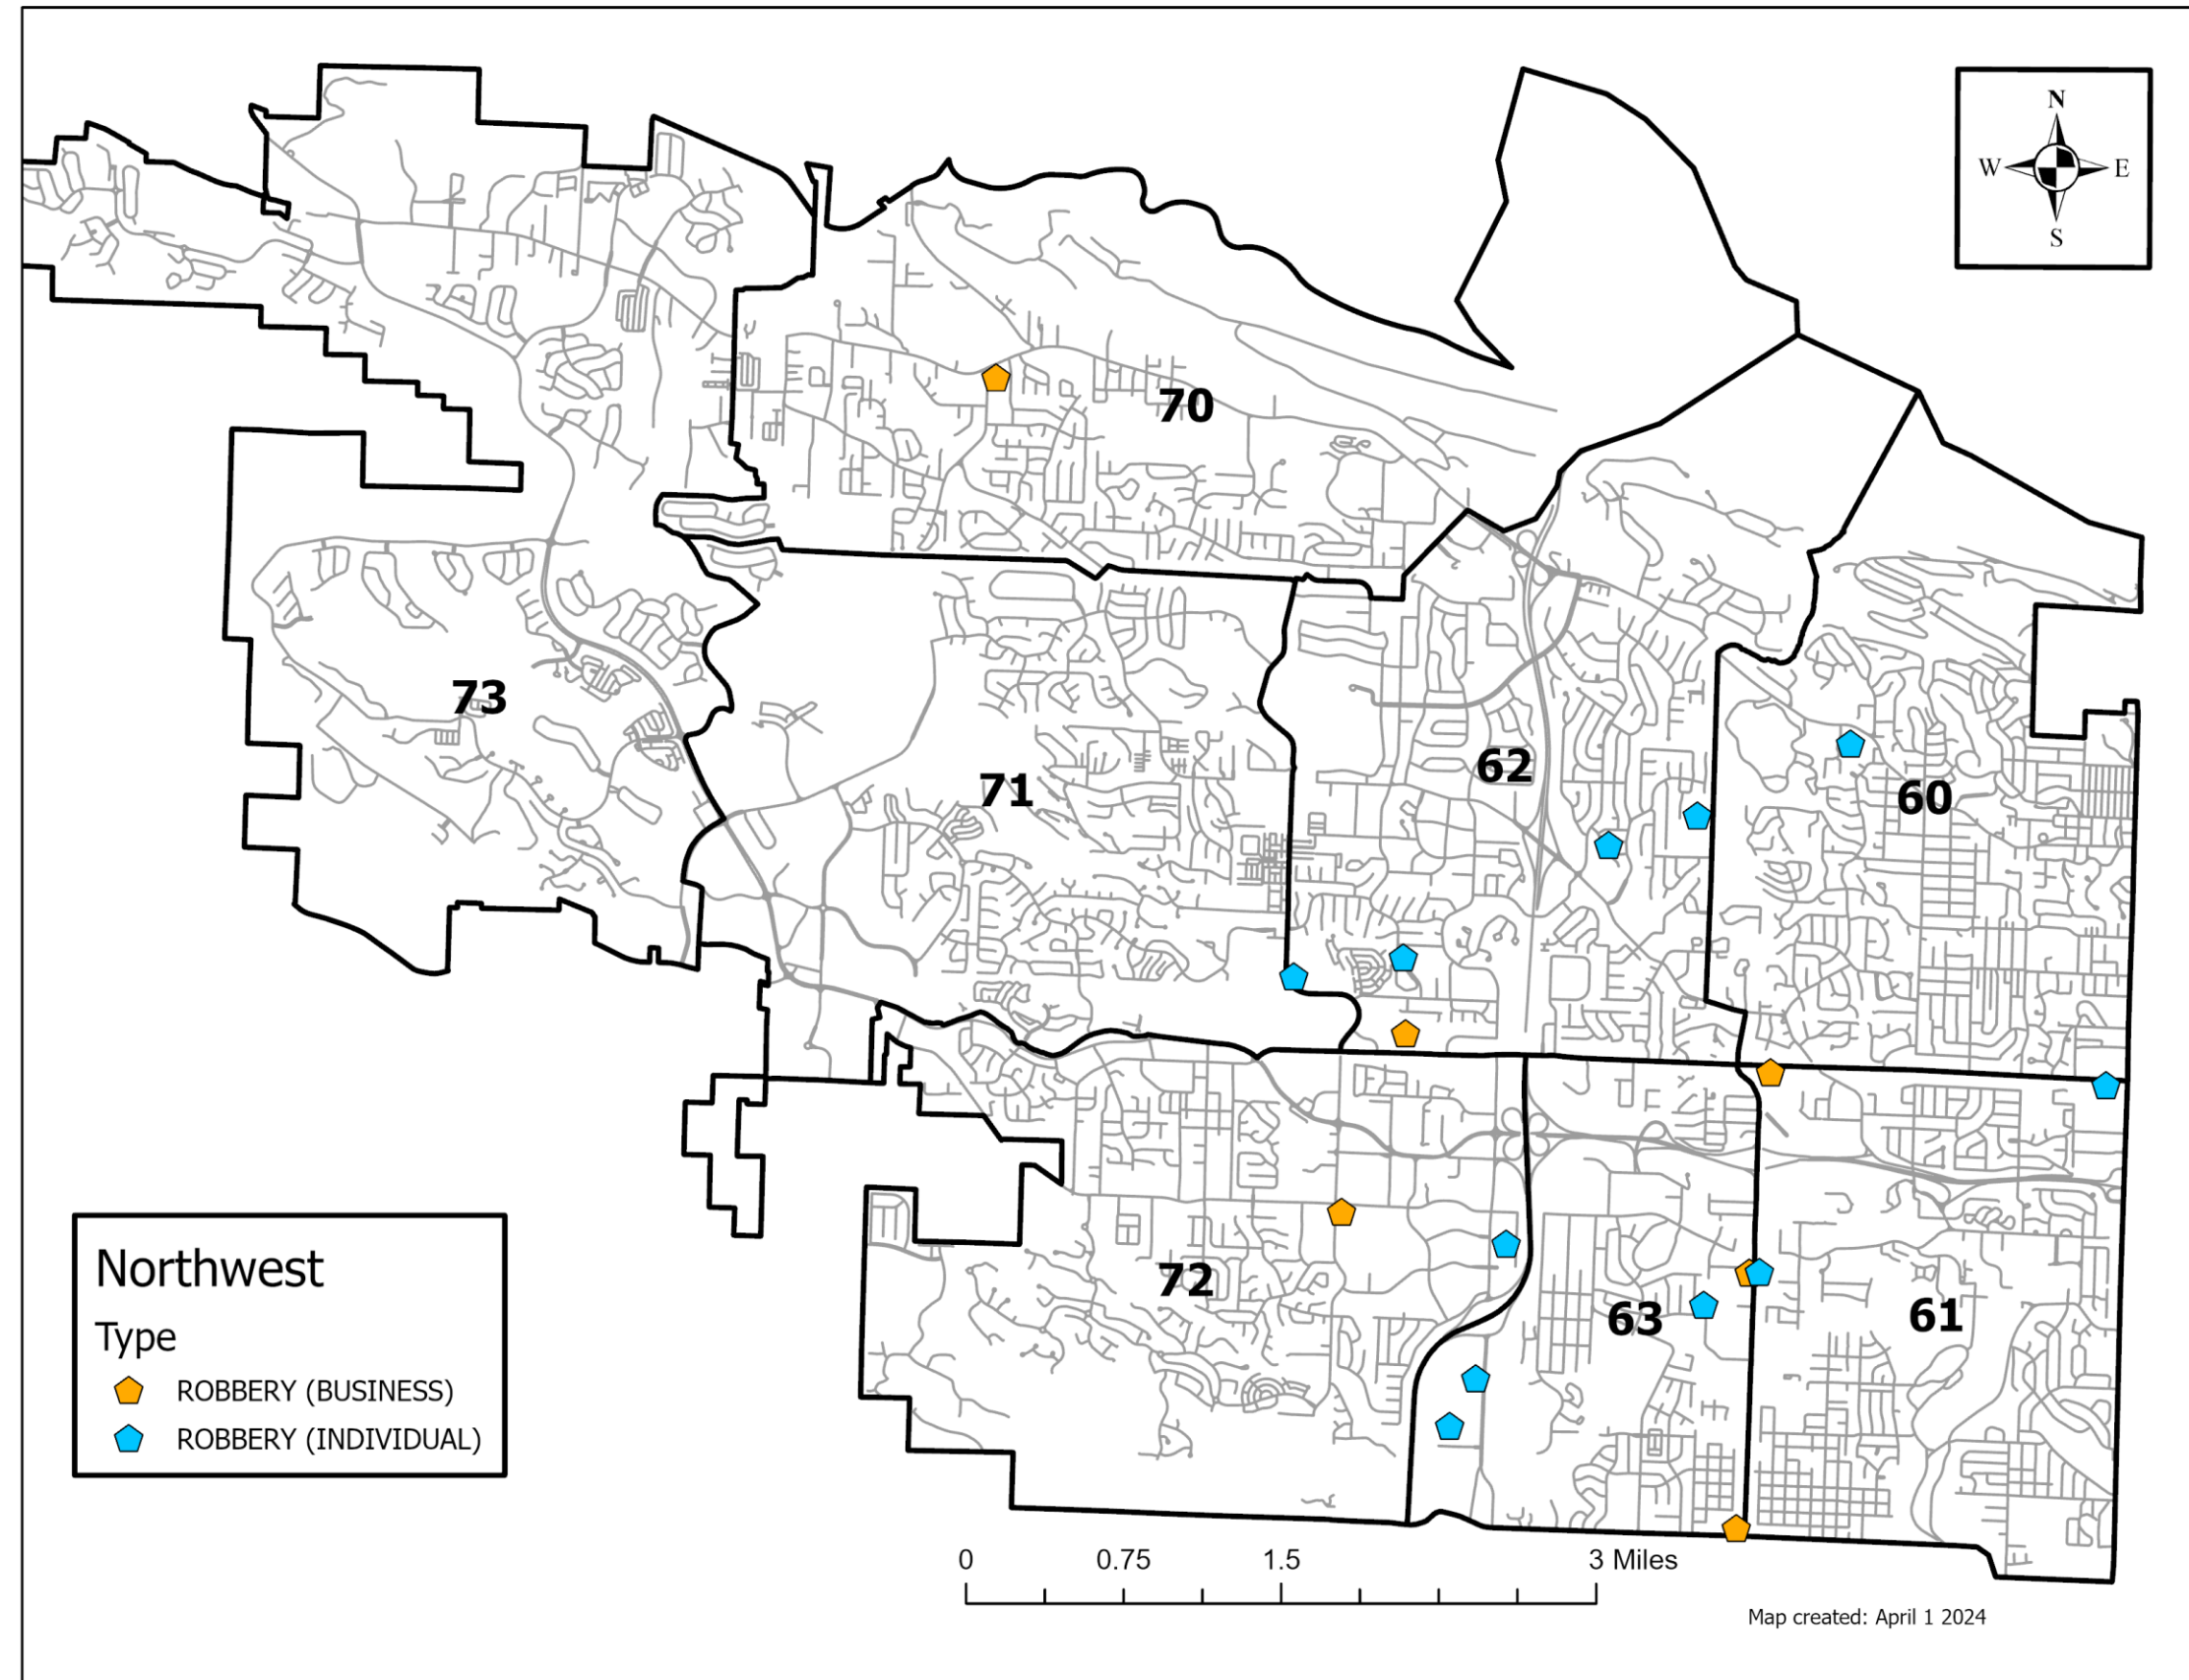 N
W E
S
70
73
62
71
60
72
63
61
Northwest
Type
ROBBERY (BUSINESS)
ROBBERY (INDIVIDUAL)
0 0.75 1.5 3 Miles
Map created: April 1 2024